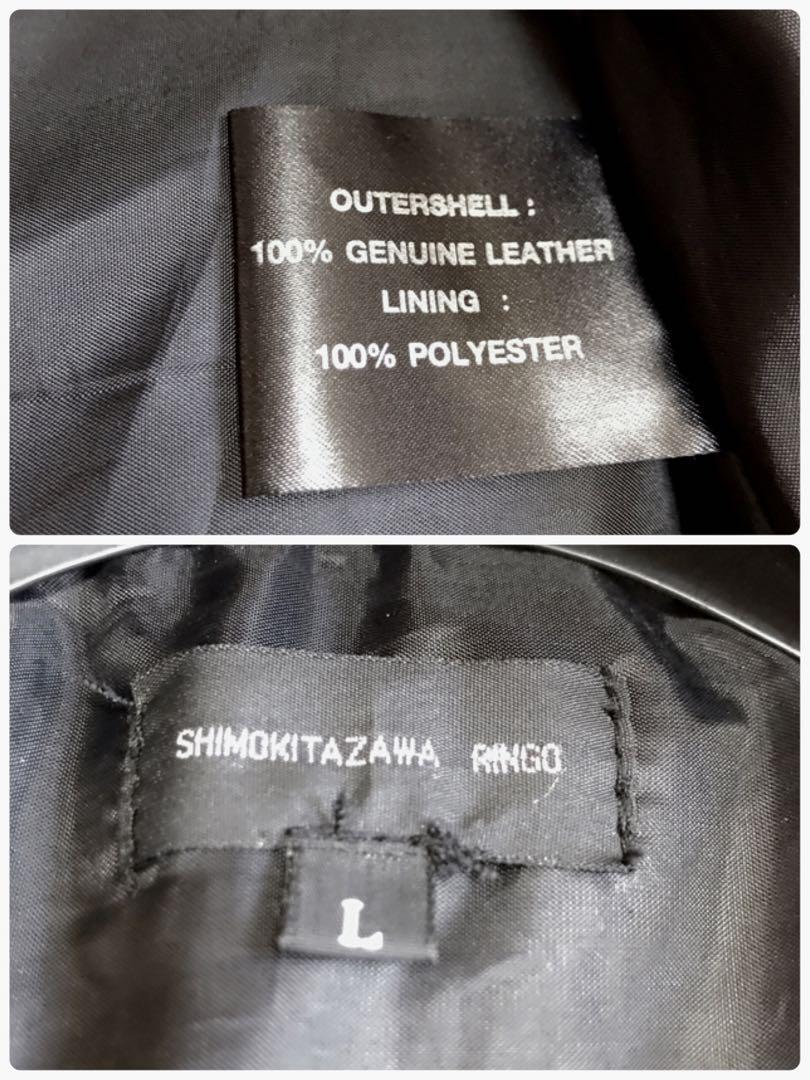 OUTERSHELL :
100% GENUINE LEATHER
LINING :
100% POLYESTER
SHIMOKITAZAWA RINGO
L